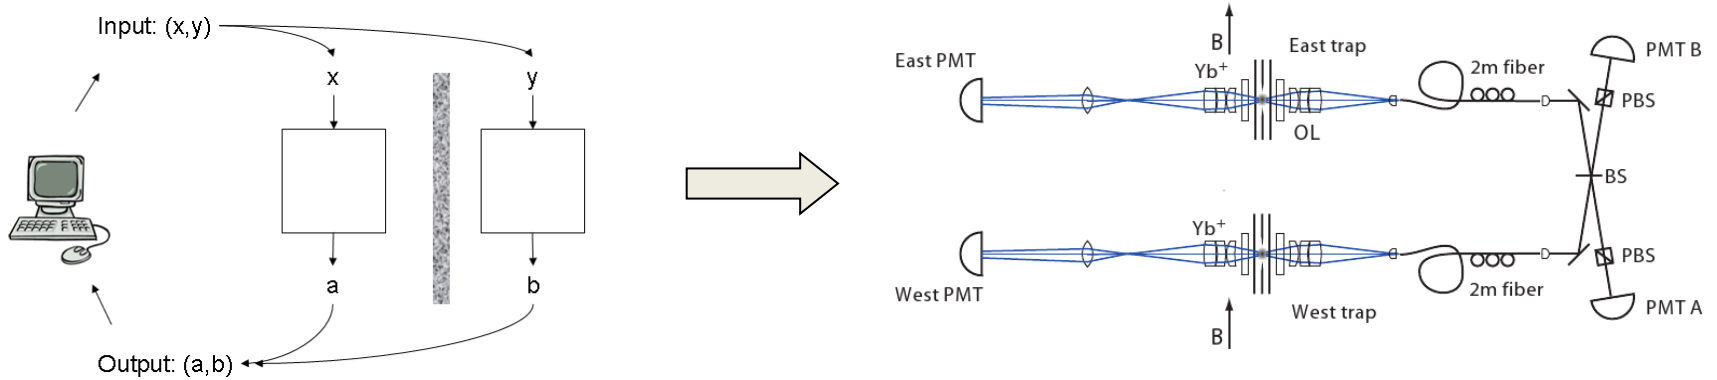 Input: (x,y)
x
y
a
b
Output: (a,b)
East PMT
B
Yb+
East trap
OL
2m fiber
PMT B
PBS
BS
West PMT
Yb+
B
West trap
2m fiber
PBS
PMT A